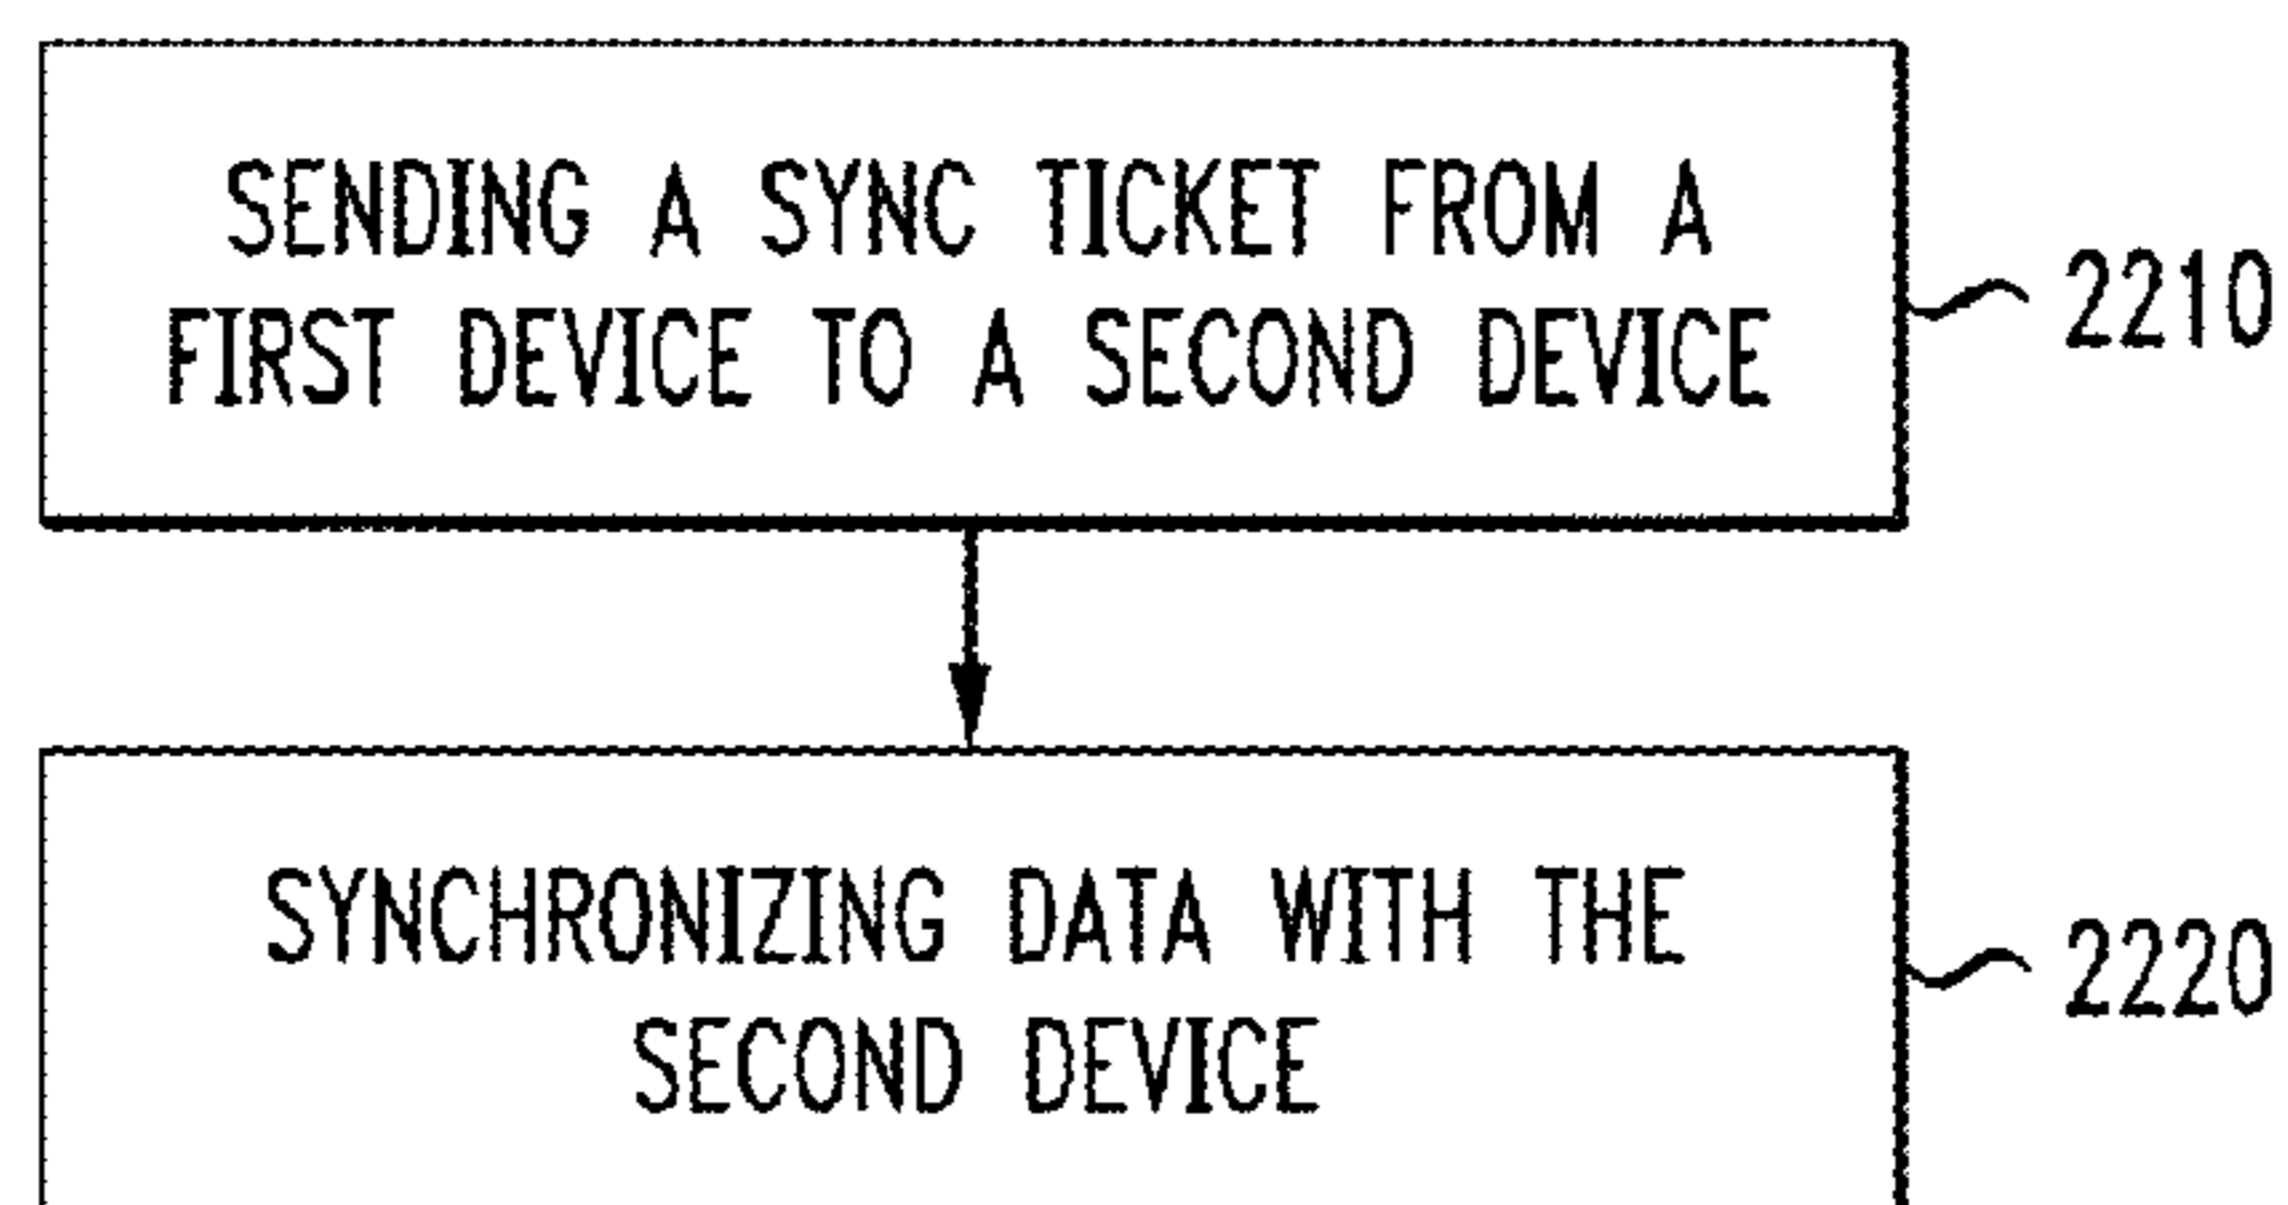 SENDING A SYNC TICKET FROM A
FIRST DEVICE TO A SECOND DEVICE
2210
SYNCHRONIZING DATA WITH THE
SECOND DEVICE
2220